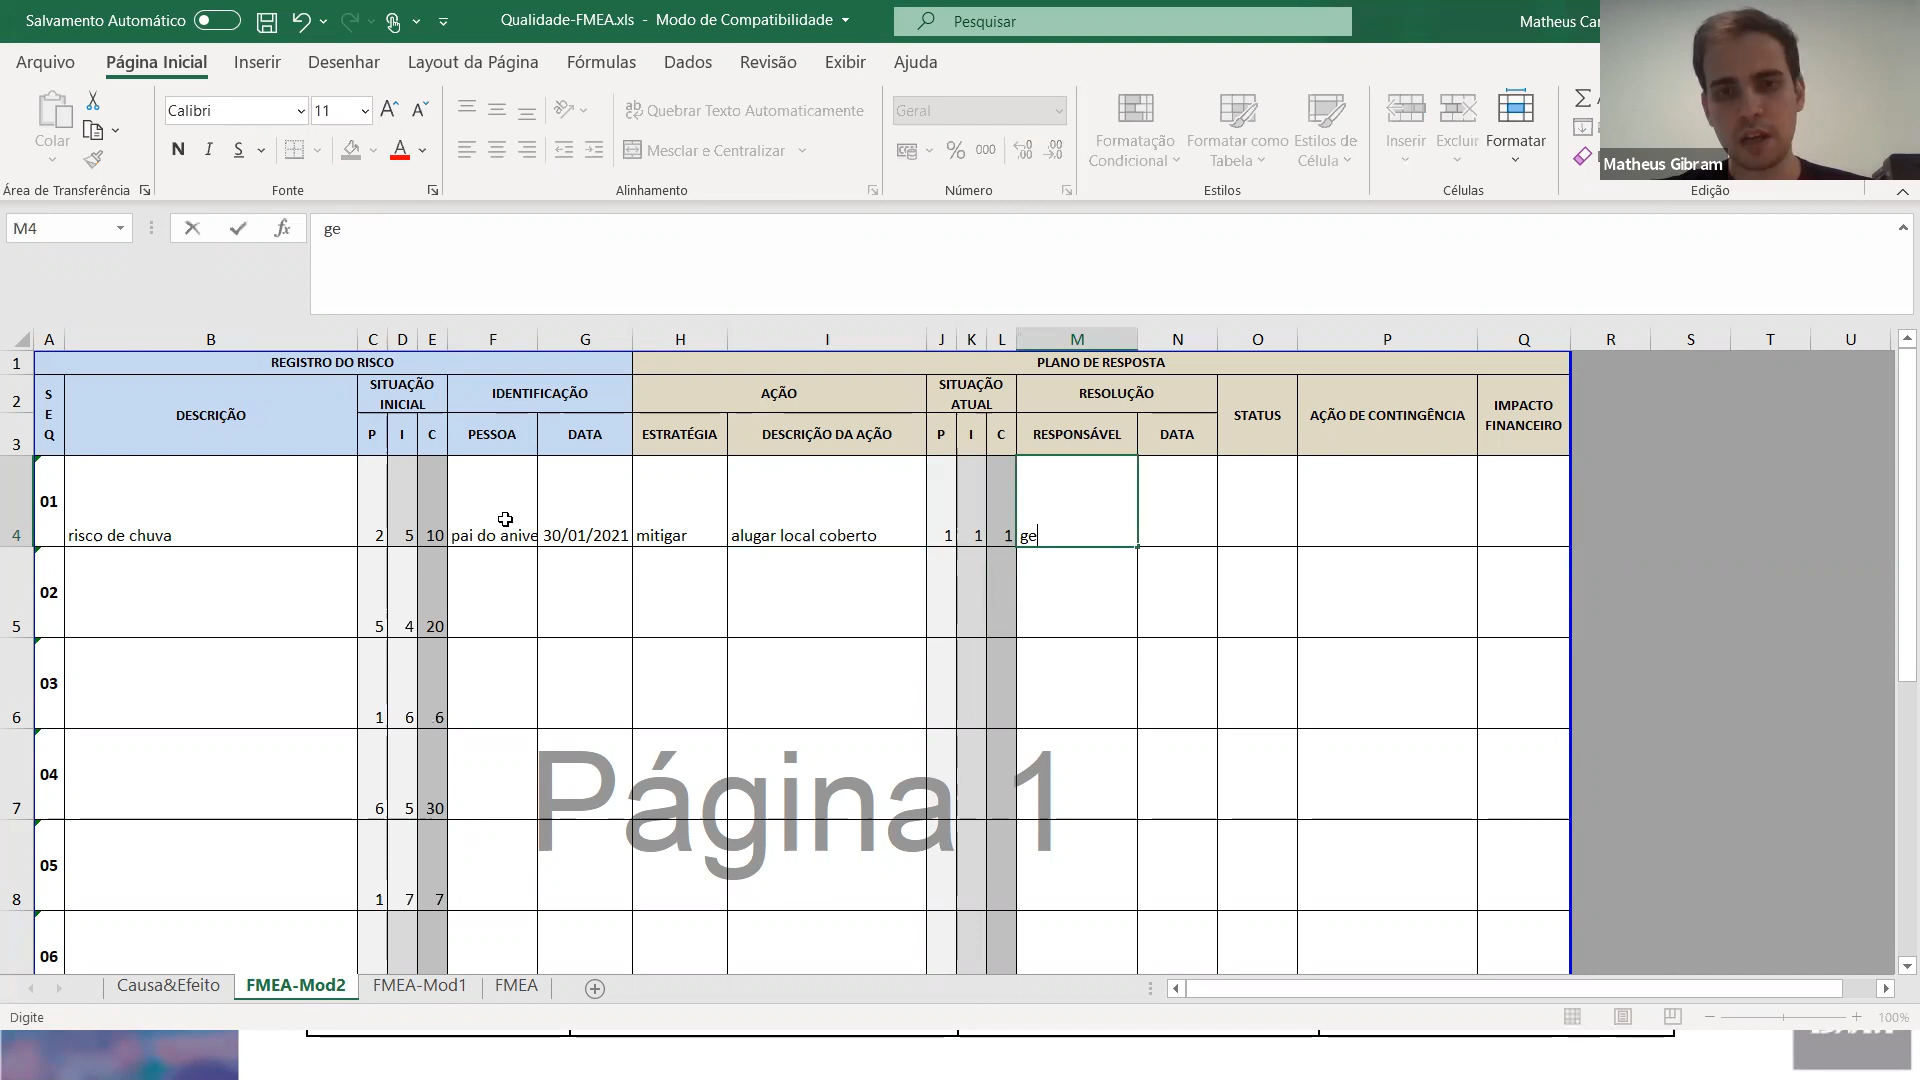 Salvamento Automático
Qualidade-FMEA.xls - Modo de Compatibilidade
Pesquisar
Matheus Car
Arquivo
Página Inicial
Inserir
Desenhar
Layout da Página
Fórmulas
Dados
Revisão
Exibir
Ajuda
Colar
Calibri
11
N I S A
Quebrar Texto Automaticamente
Mesclar e Centralizar
Geral
% 000
Formatação Condicional
Formatar como Tabela
Estilos de Célula
Inserir
Excluir
Formatar
Matheus Gibram
Área de Transferência
Fonte
Alinhamento
Número
Estilos
Células
Edição
M4
fx
ge
A B C D E F G H I J K L M N O P Q R S T U
1 REGISTRO DO RISCO PLANO DE RESPOSTA
2 SEQ DESCRIÇÃO SITUAÇÃO INICIAL IDENTIFICAÇÃO AÇÃO SITUAÇÃO ATUAL RESOLUÇÃO STATUS AÇÃO DE CONTINGÊNCIA IMPACTO FINANCEIRO
3 P I C PESSOA DATA ESTRATÉGIA DESCRIÇÃO DA AÇÃO P I C RESPONSÁVEL DATA
01
4 risco de chuva 2 5 10 pai do anive 30/01/2021 mitigar alugar local coberto 1 1 1 ge
02
5 5 4 20
03
6 1 6 6
04
7 6 5 30
05
8 1 7 7
06
Página 1
Causa&Efeito
FMEA-Mod2
FMEA-Mod1
FMEA
Digite
100%